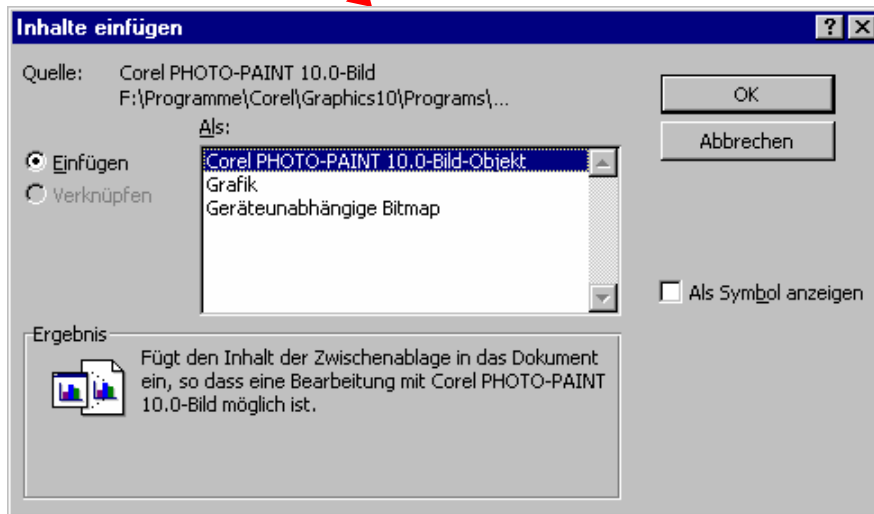 Inhalte einfügen
Quelle: Corel PHOTO-PAINT 10.0-Bild
F:\Programme\Corel\Graphics10\Programs\...
Als:
Einfügen
Verknüpfen
Corel PHOTO-PAINT 10.0-Bild-Objekt
Grafik
Geräteunabhängige Bitmap
OK
Abbrechen
Als Symbol anzeigen
Ergebnis
Fügt den Inhalt der Zwischenablage in das Dokument
ein, so dass eine Bearbeitung mit Corel PHOTO-PAINT
10.0-Bild möglich ist.